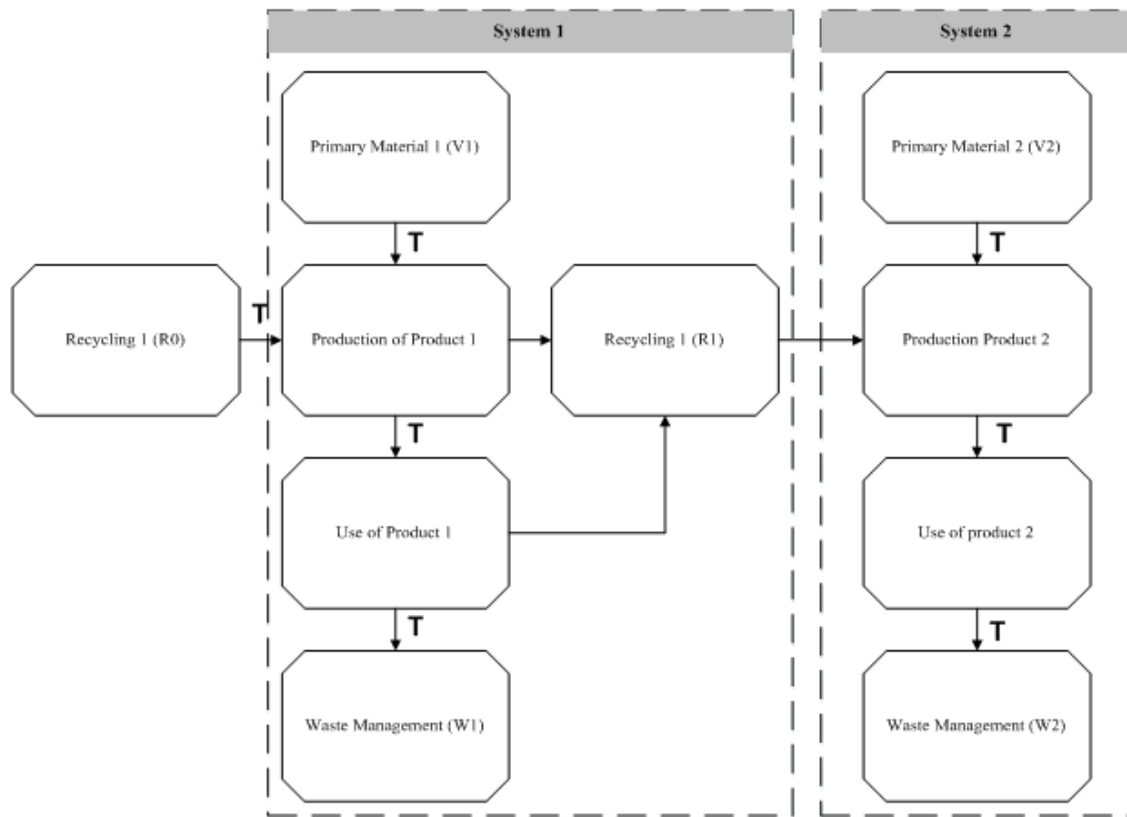 System 1
System 2
Primary Material 1 (V1)
Primary Material 2 (V2)
T
T
Recycling 1 (R0)
T
Production of Product 1
Recycling 1 (R1)
Production Product 2
T
T
Use of Product 1
Use of product 2
T
T
Waste Management (W1)
Waste Management (W2)